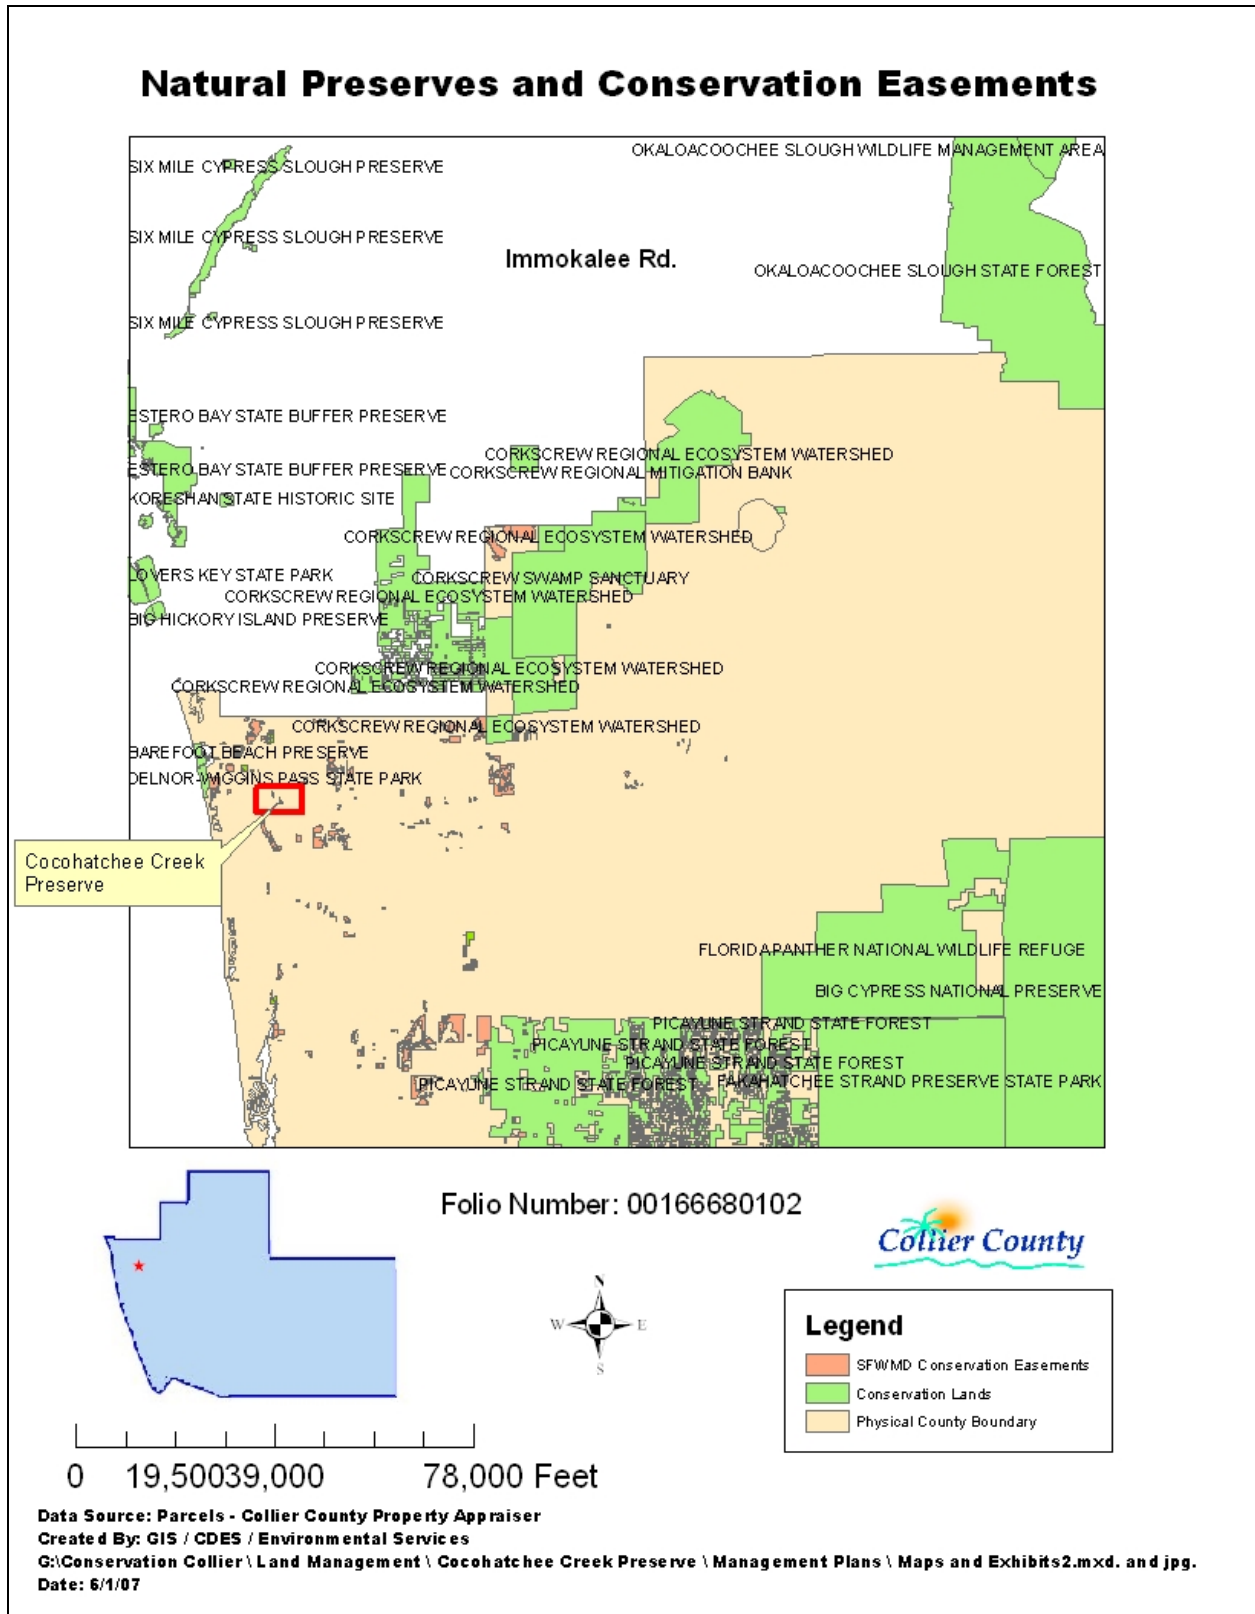 Natural Preserves and Conservation Easements
OKALOACOOCHEE SLOUGH WILDLIFE MANAGEMENT AREA
SIX MILE CYPRESS SLOUGH PRESERVE
SIX MILE CYPRESS SLOUGH PRESERVE
Immokalee Rd.
OKALOACOOCHEE SLOUGH STATE FOREST
SIX MILE CYPRESS SLOUGH PRESERVE
ESTERO BAY STATE BUFFER PRESERVE
CORKSCREW REGIONAL ECOSYSTEM WATERSHED
ESTERO BAY STATE BUFFER PRESERVE
CORKSCREW REGIONAL MITIGATION BANK
KORESHAN STATE HISTORIC SITE
CORKSCREW REGIONAL ECOSYSTEM WATERSHED
LOVERS KEY STATE PARK
CORKSCREW SWAMP SANCTUARY
CORKSCREW REGIONAL ECOSYSTEM WATERSHED
BIG HICKORY ISLAND PRESERVE
CORKSCREW REGIONAL ECOSYSTEM WATERSHED
CORKSCREW REGIONAL ECOSYSTEM WATERSHED
CORKSCREW REGIONAL ECOSYSTEM WATERSHED
BAREFOOT BEACH PRESERVE
DELNOR-WIGGINS PASS STATE PARK
Cocohatchee Creek
Preserve
FLORIDA PANTHER NATIONAL WILDLIFE REFUGE
BIG CYPRESS NATIONAL PRESERVE
PICAYUNE STRAND STATE FOREST
PICAYUNE STRAND STATE FOREST
PICAYUNE STRAND STATE FOREST
PICAYUNE STRAND STATE FOREST
FAKAHATCHEE STRAND PRESERVE STATE PARK
Folio Number: 00166680102
Collier County
N
W E
S
Legend
SFWMD Conservation Easements
Conservation Lands
Physical County Boundary
0 19,50039,000 78,000 Feet
Data Source: Parcels - Collier County Property Appraiser
Created By: GIS / CDES / Environmental Services
G:\Conservation Collier \ Land Management \ Cocohatchee Creek Preserve \ Management Plans \ Maps and Exhibits2.mxd. and jpg.
Date: 6/1/07